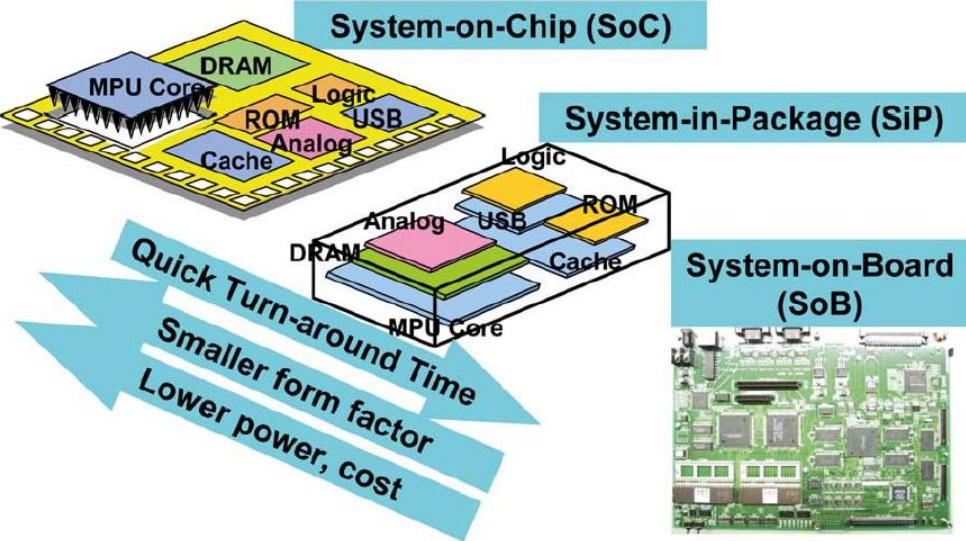 System-on-Chip (SoC)
DRAM
MPU Core
Logic
ROM
USB
Analog
Cache
System-in-Package (SiP)
Logic
Analog
USB
ROM
DRAM
Cache
MPU Core
System-on-Board
(SoB)
Quick Turn-around Time
Smaller form factor
Lower power, cost